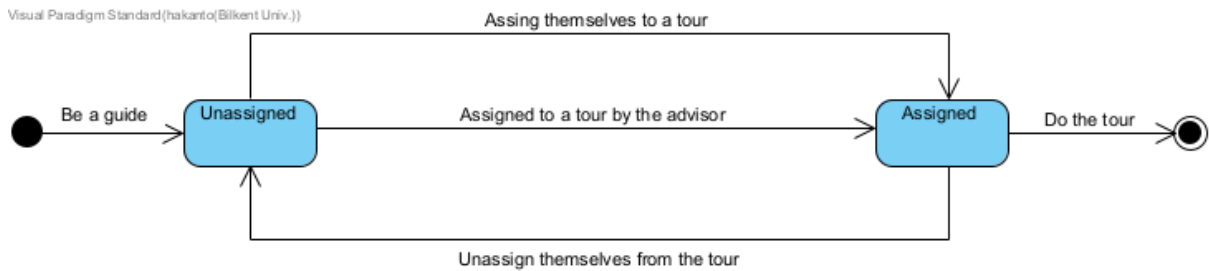 Visual Paradigm Standard(hakanto(Bilkent Univ.))
Assing themselves to a tour
Be a guide
Unassigned
Assigned to a tour by the advisor
Assigned
Do the tour
Unassign themselves from the tour